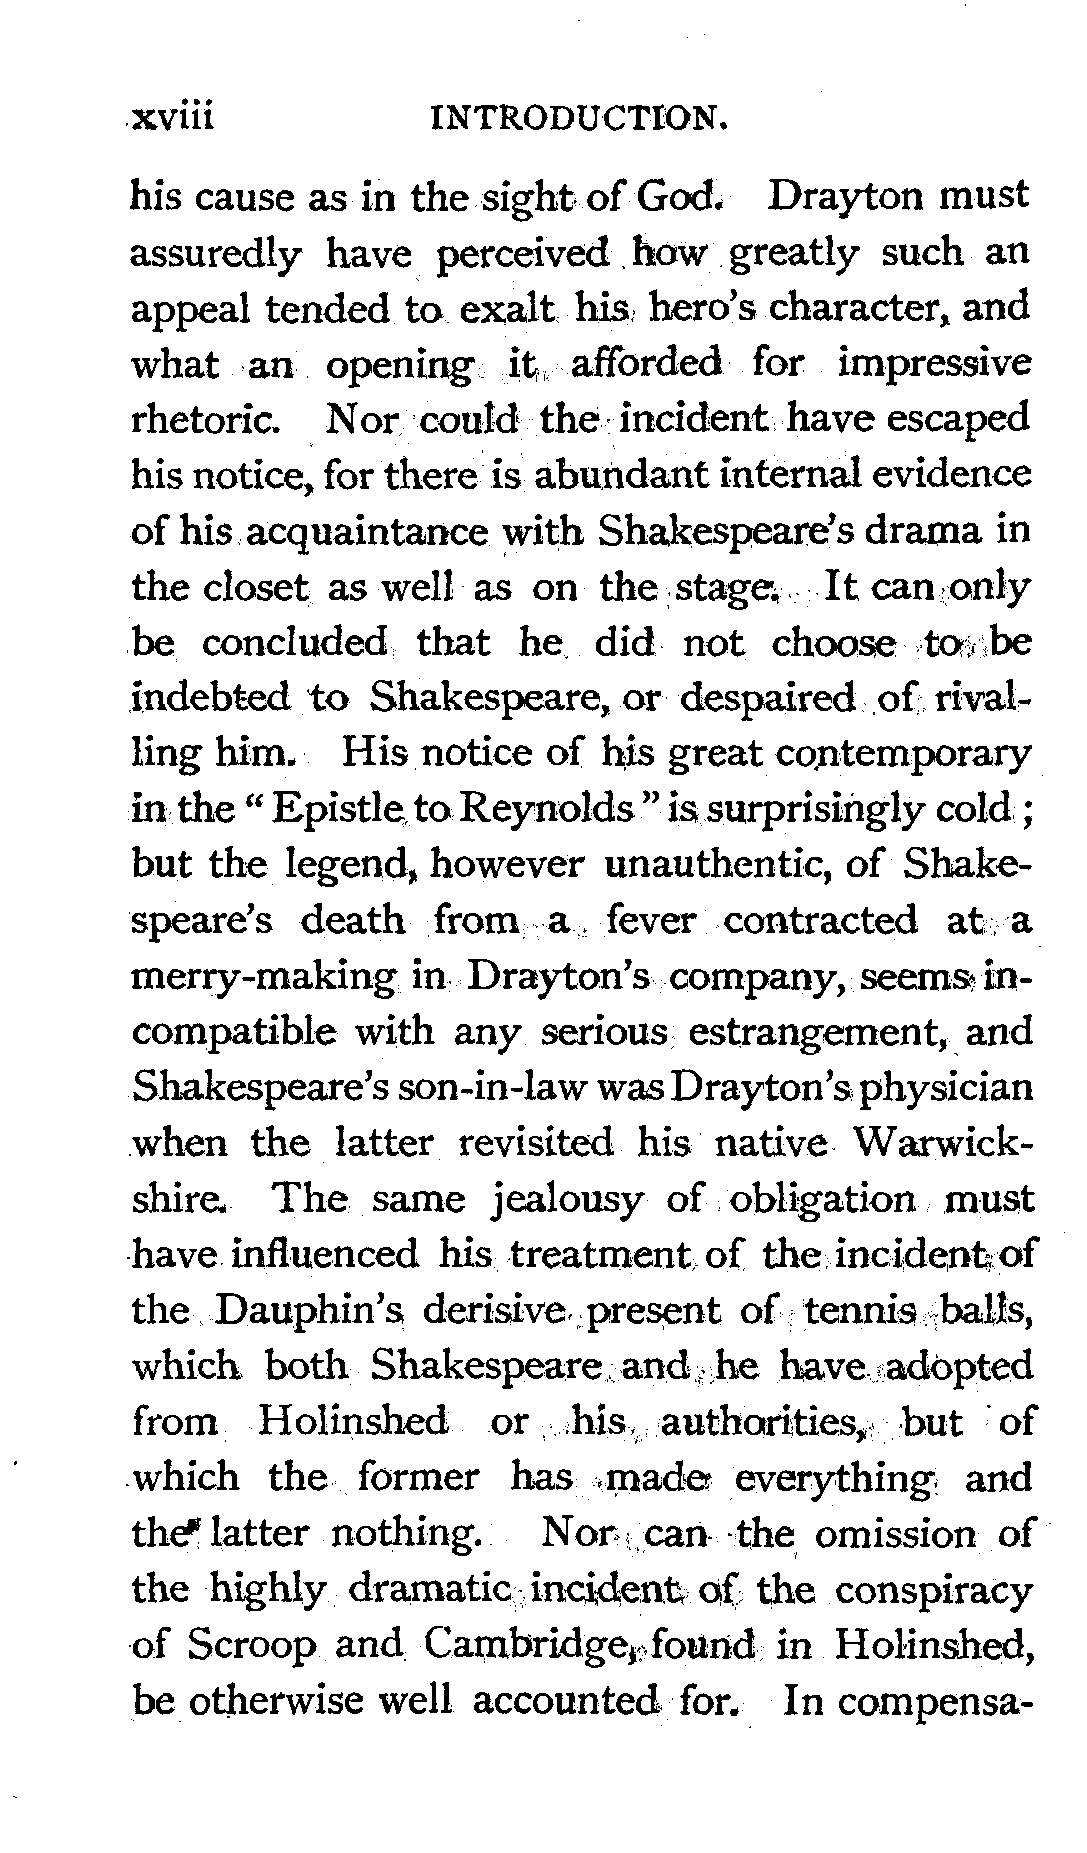 xviii INTRODUCTION.
his cause as in the sight of God. Drayton must
assuredly have perceived how greatly such an
appeal tended to exalt his hero's character, and
what an opening it afforded for impressive
rhetoric. Nor could the incident have escaped
his notice, for there is abundant internal evidence
of his acquaintance with Shakespeare's drama in
the closet as well as on the stage. It can only
be concluded that he did not choose to be
indebted to Shakespeare, or despaired of rival-
ling him. His notice of his great contemporary
in the “ Epistle to Reynolds ” is surprisingly cold ;
but the legend, however unauthentic, of Shake-
speare's death from a fever contracted at a
merry-making in Drayton's company, seems in-
compatible with any serious estrangement, and
Shakespeare's son-in-law was Drayton's physician
when the latter revisited his native Warwick-
shire. The same jealousy of obligation must
have influenced his treatment of the incident of
the Dauphin's derisive present of tennis balls,
which both Shakespeare and he have adopted
from Holinshed or his authorities, but of
which the former has made everything and
the latter nothing. Nor can the omission of
the highly dramatic incident of the conspiracy
of Scroop and Cambridge, found in Holinshed,
be otherwise well accounted for. In compensa-